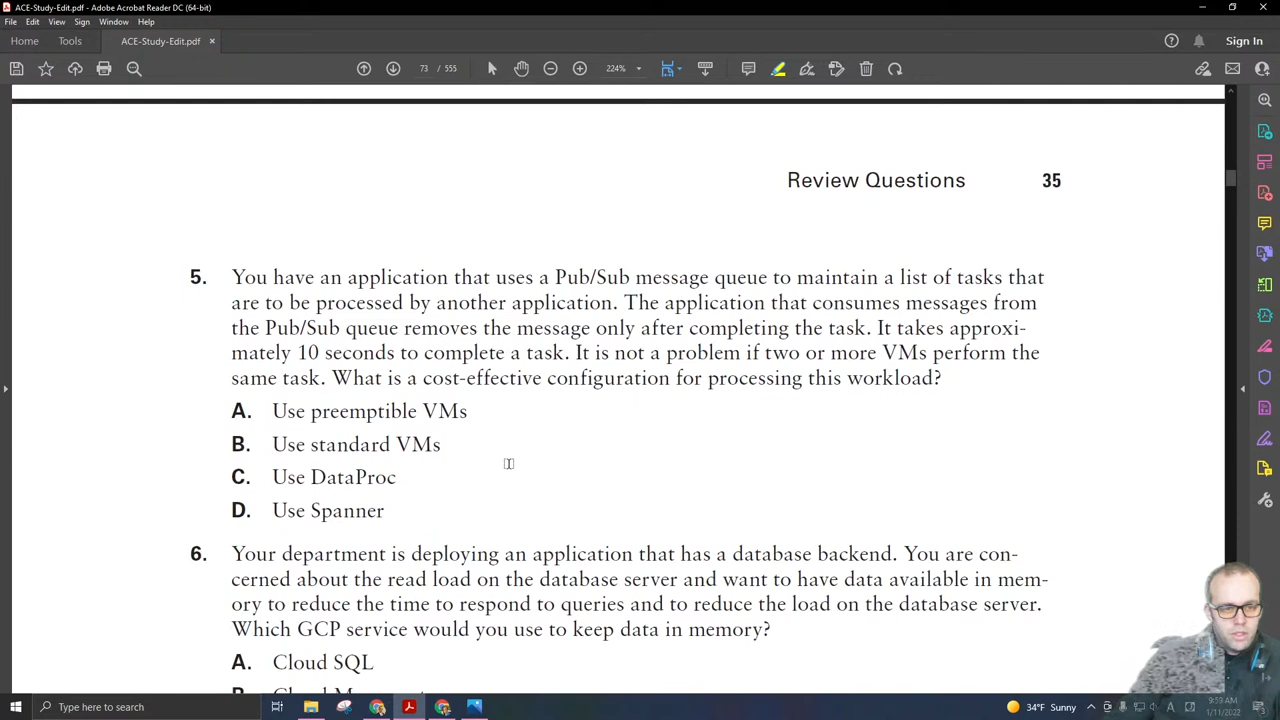 ACE-Study-Edit.pdf - Adobe Acrobat Reader DC (64-bit)
File Edit View Sign Window Help
Home Tools ACE-Study-Edit.pdf × Sign In
73 / 555 224%
Review Questions 35
5. You have an application that uses a Pub/Sub message queue to maintain a list of tasks that
are to be processed by another application. The application that consumes messages from
the Pub/Sub queue removes the message only after completing the task. It takes approxi-
mately 10 seconds to complete a task. It is not a problem if two or more VMs perform the
same task. What is a cost-effective configuration for processing this workload?
A. Use preemptible VMs
B. Use standard VMs
C. Use DataProc
D. Use Spanner
6. Your department is deploying an application that has a database backend. You are con-
cerned about the read load on the database server and want to have data available in mem-
ory to reduce the time to respond to queries and to reduce the load on the database server.
Which GCP service would you use to keep data in memory?
A. Cloud SQL
Type here to search
34°F Sunny
9:59 AM
1/11/2022